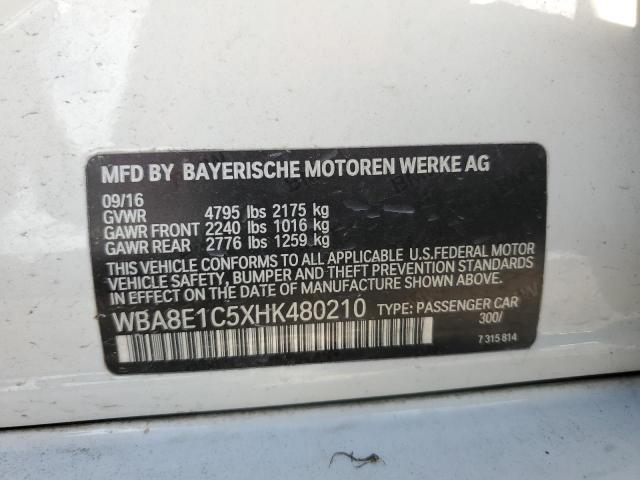 MFD BY BAYERISCHE MOTOREN WERKE AG
09/16
GVWR 4795 lbs 2175 kg
GAWR FRONT 2240 lbs 1016 kg
GAWR REAR 2776 lbs 1259 kg
THIS VEHICLE CONFORMS TO ALL APPLICABLE U.S.FEDERAL MOTOR
VEHICLE SAFETY, BUMPER AND THEFT PREVENTION STANDARDS
IN EFFECT ON THE DATE OF MANUFACTURE SHOWN ABOVE.
WBA8E1C5XHK480210 TYPE: PASSENGER CAR
300/
7 315 814